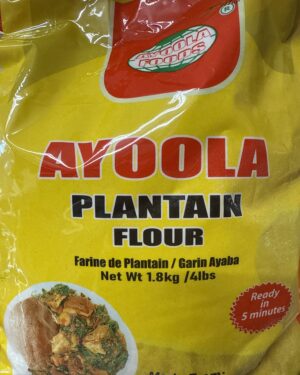 AYOOLA
FOODS
®
AYOOLA
PLANTAIN
FLOUR
Farine de Plantain / Garin Ayaba
Net Wt 1.8kg /4lbs
Ready in
5 minutes